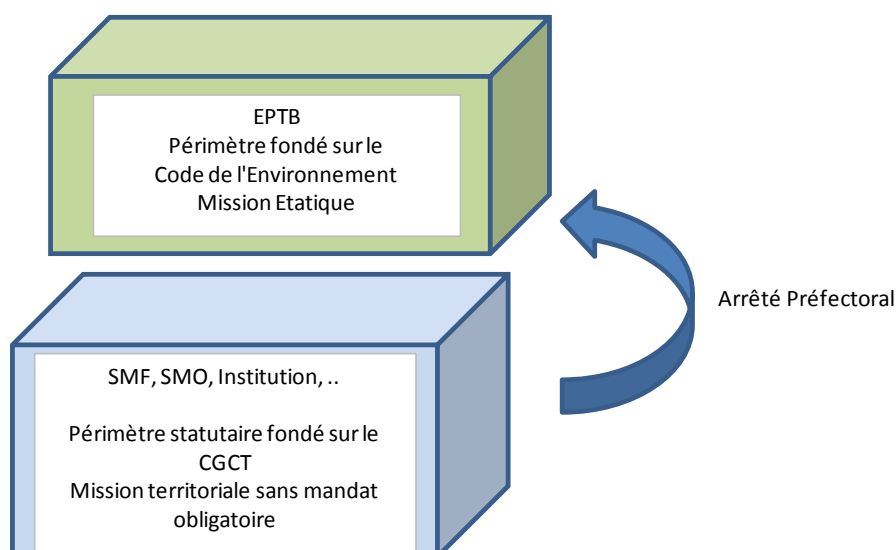 EPTB
Périmètre fondé sur le
Code de l'Environnement
Mission Etatique
Arrêté Préfectoral
SMF, SMO, Institution, ..
Périmètre statutaire fondé sur le
CGCT
Mission territoriale sans mandat
obligatoire